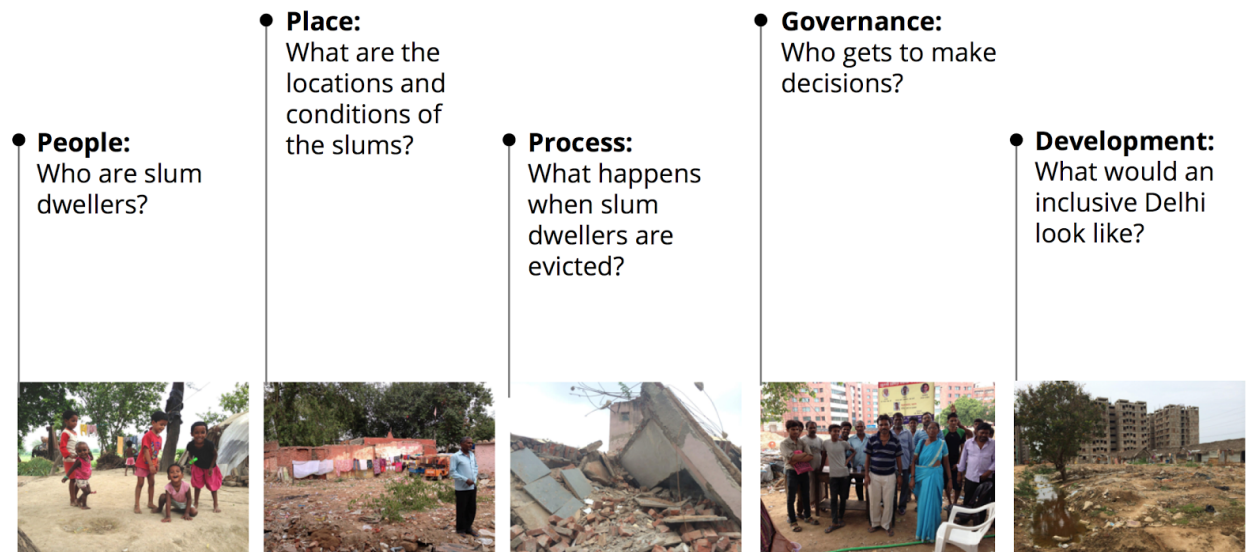 People:
Who are slum
dwellers?
Place:
What are the
locations and
conditions of
the slums?
Process:
What happens
when slum
dwellers are
evicted?
Governance:
Who gets to make
decisions?
Development:
What would an
inclusive Delhi
look like?